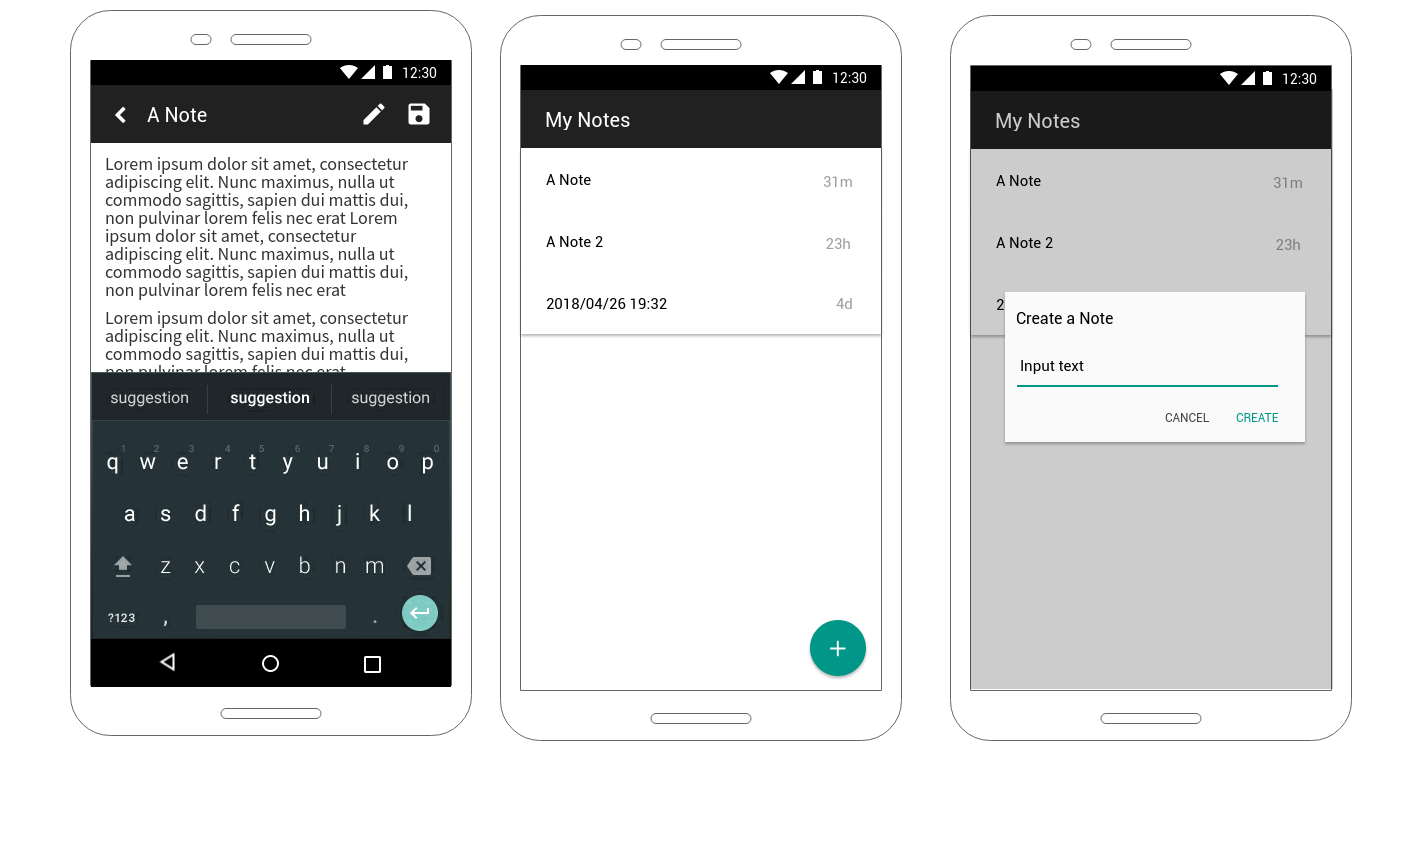 12:30
A Note
Lorem ipsum dolor sit amet, consectetur
adipiscing elit. Nunc maximus, nulla ut
commodo sagittis, sapien dui mattis dui,
non pulvinar lorem felis nec erat Lorem
ipsum dolor sit amet, consectetur
adipiscing elit. Nunc maximus, nulla ut
commodo sagittis, sapien dui mattis dui,
non pulvinar lorem felis nec erat
Lorem ipsum dolor sit amet, consectetur
adipiscing elit. Nunc maximus, nulla ut
commodo sagittis, sapien dui mattis dui,
non pulvinar lorem felis nec erat
suggestion suggestion suggestion
1 2 3 4 5 6 7 8 9 0
q w e r t y u i o p
a s d f g h j k l
z x c v b n m
?123 , .
12:30
My Notes
A Note 31m
A Note 2 23h
2018/04/26 19:32 4d
12:30
My Notes
A Note 31m
A Note 2 23h
2
Create a Note
Input text
CANCEL CREATE